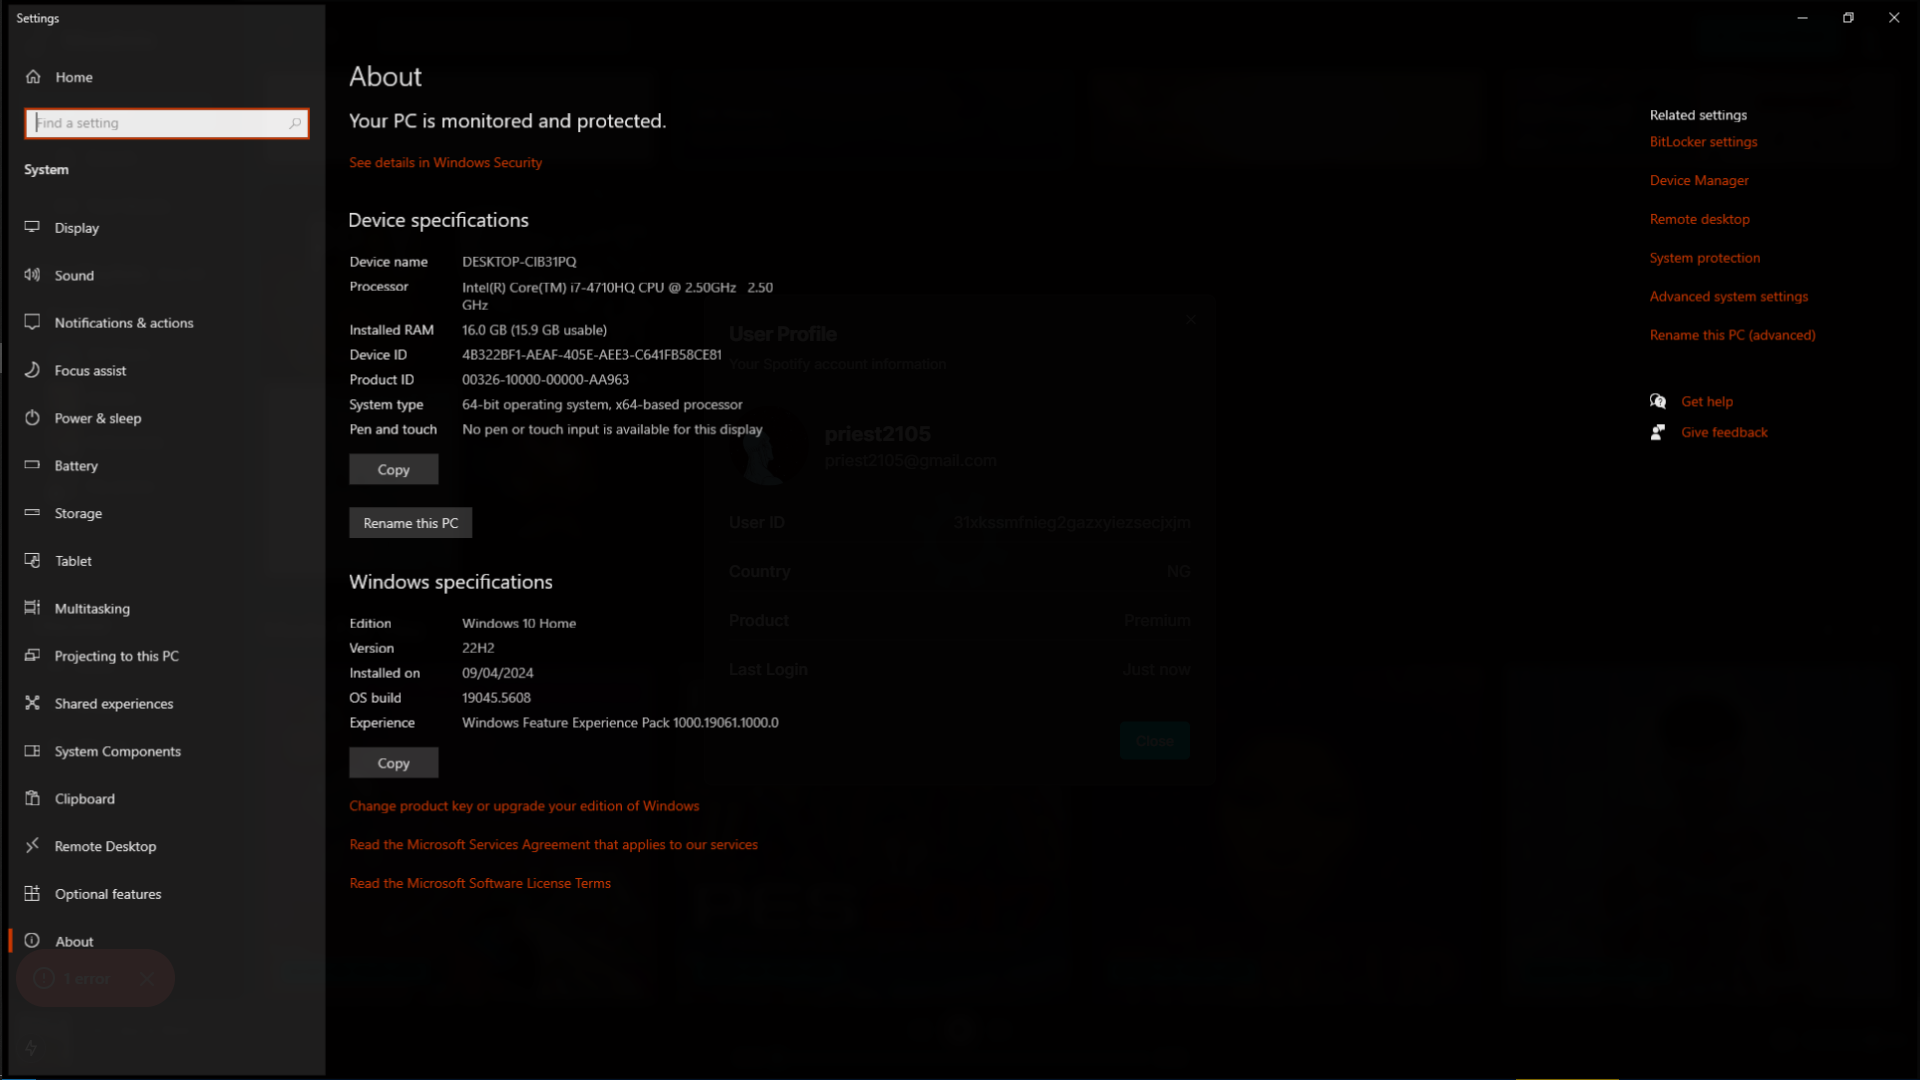 Settings
Home
Find a setting
System
Display
Sound
Notifications & actions
Focus assist
Power & sleep
Battery
Storage
Tablet
Multitasking
Projecting to this PC
Shared experiences
System Components
Clipboard
Remote Desktop
Optional features
About
1 error
About
Your PC is monitored and protected.
See details in Windows Security
Device specifications
Device name DESKTOP-CIB31PQ
Processor Intel(R) Core(TM) i7-4710HQ CPU @ 2.50GHz 2.50
GHz
Installed RAM 16.0 GB (15.9 GB usable)
Device ID 4B322BF1-AEAF-405E-AEE3-C641FB58CE81
Product ID 00326-10000-00000-AA963
System type 64-bit operating system, x64-based processor
Pen and touch No pen or touch input is available for this display
Copy
Rename this PC
Windows specifications
Edition Windows 10 Home
Version 22H2
Installed on 09/04/2024
OS build 19045.5608
Experience Windows Feature Experience Pack 1000.19061.1000.0
Copy
Change product key or upgrade your edition of Windows
Read the Microsoft Services Agreement that applies to our services
Read the Microsoft Software License Terms
User Profile
Your Spotify account information
priest2105
priest2105@gmail.com
User ID
Country NG
Product Premium
Last Login Just now
Close
Related settings
BitLocker settings
Device Manager
Remote desktop
System protection
Advanced system settings
Rename this PC (advanced)
Get help
Give feedback